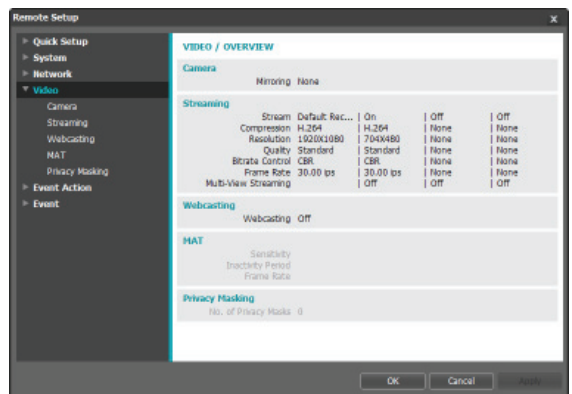 Remote Setup x
Quick Setup
System
Network
Video
Camera
Streaming
Webcasting
MAT
Privacy Masking
Event Action
Event
VIDEO / OVERVIEW
Camera
Mirroring None
Streaming
Stream Default Rec... | On | Off | Off
Compression H.264 | H.264 | None | None
Resolution 1920X1080 | 704X480 | None | None
Quality Standard | Standard | None | None
Bitrate Control CBR | CBR | None | None
Frame Rate 30.00 ips | 30.00 ips | None | None
Multi-View Streaming | Off | Off | Off
Webcasting
Webcasting Off
MAT
Sensitivity
Inactivity Period
Frame Rate
Privacy Masking
No. of Privacy Masks 0
OK Cancel Apply